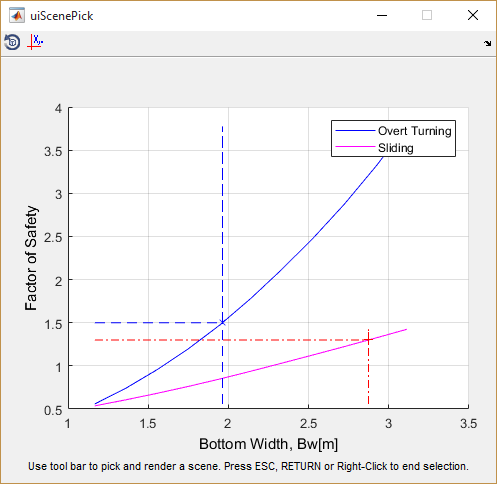 uiScenePick
X,Y
4
3.5
3
2.5
2
1.5
1
0.5
1
1.5
2
2.5
3
3.5
Factor of Safety
Overt Turning
Sliding
Bottom Width, Bw[m]
Use tool bar to pick and render a scene. Press ESC, RETURN or Right-Click to end selection.